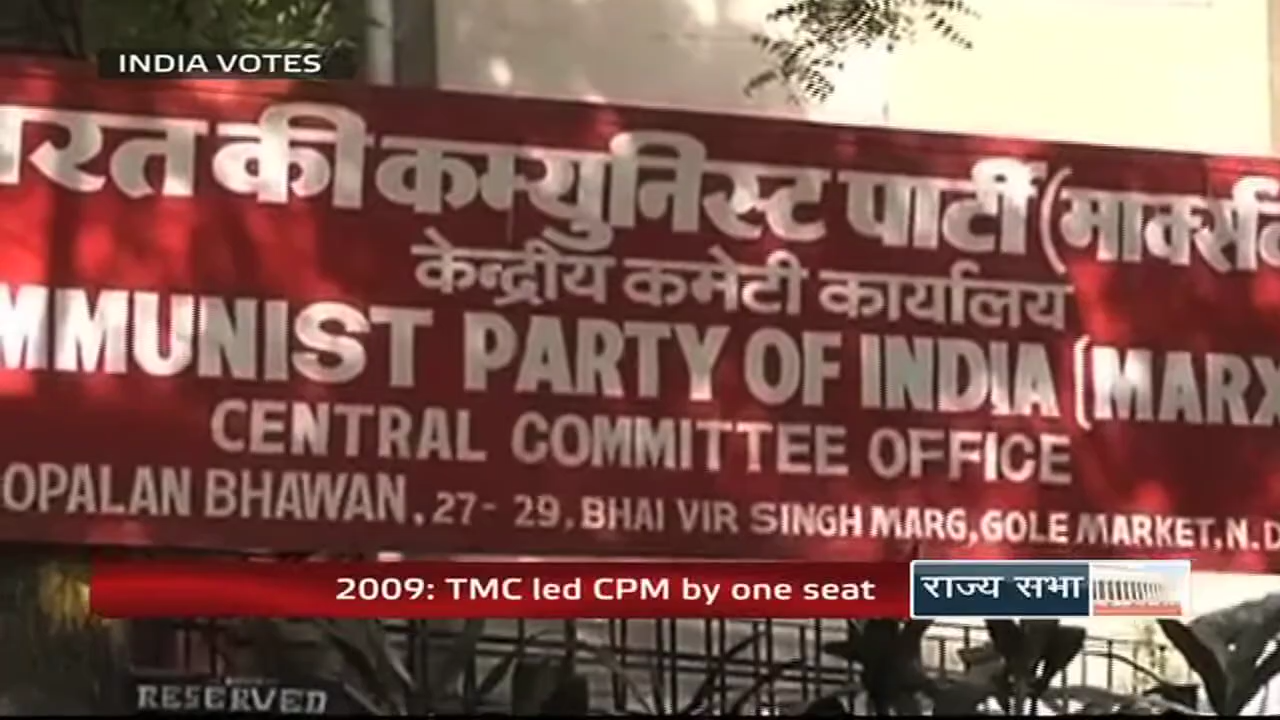 INDIA VOTES
रत की कम्युनिस्ट पार्टी (मार्क्स
केन्द्रीय कमेटी कार्यालय
MMUNIST PARTY OF INDIA (MARX
CENTRAL COMMITTEE OFFICE
OPALAN BHAWAN, 27- 29, BHAI VIR SINGH MARG, GOLE MARKET, N.D
2009: TMC led CPM by one seat
राज्य सभा
RESERVED